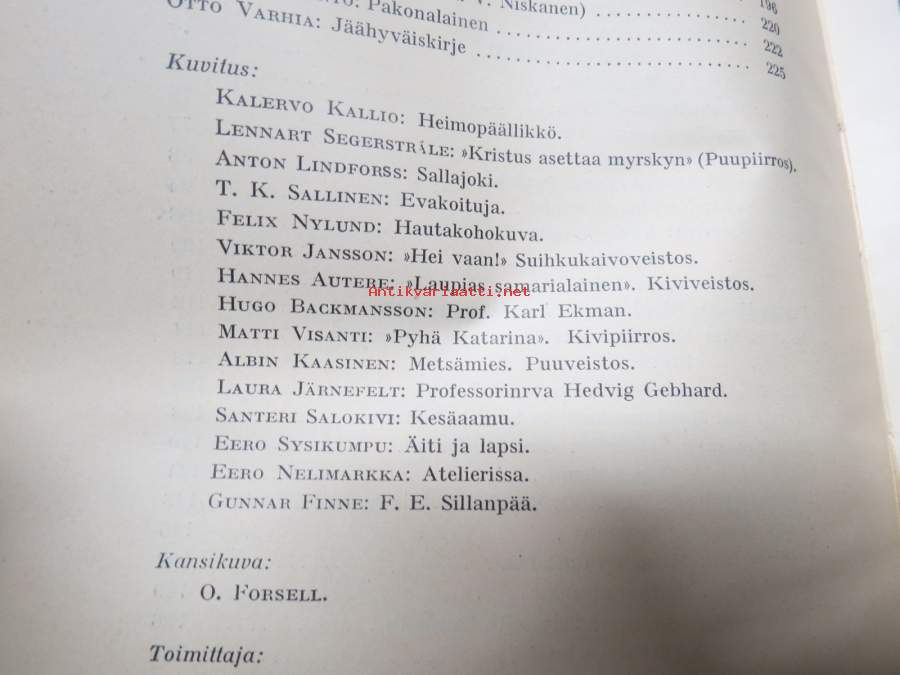 V. Niskanen) 196
Pakonalainen 220
222
Otto Varhia: Jäähyväiskirje 225
Kuvitus:
Kalervo Kallio: Heimopäällikkö.
Lennart Segerstråle: »Kristus asettaa myrskyn» (Puupiirros).
Anton Lindforss: Sallajoki.
T. K. Sallinen: Evakoituja.
Felix Nylund: Hautakohokuva.
Viktor Jansson: »Hei vaan!» Suihkukaivoveistos.
Hannes Autere: »Laupias samarialainen». Kiviveistos.
Antikvariaatti.net
Hugo Backmansson: Prof. Karl Ekman.
Matti Visanti: »Pyhä Katarina». Kivipiirros.
Albin Kaasinen: Metsämies. Puuveistos.
Laura Järnefelt: Professorinrva Hedvig Gebhard.
Santeri Salokivi: Kesäaamu.
Eero Sysikumpu: Äiti ja lapsi.
Eero Nelimarkka: Atelierissa.
Gunnar Finne: F. E. Sillanpää.
Kansikuva:
O. Forsell.
Toimittaja: